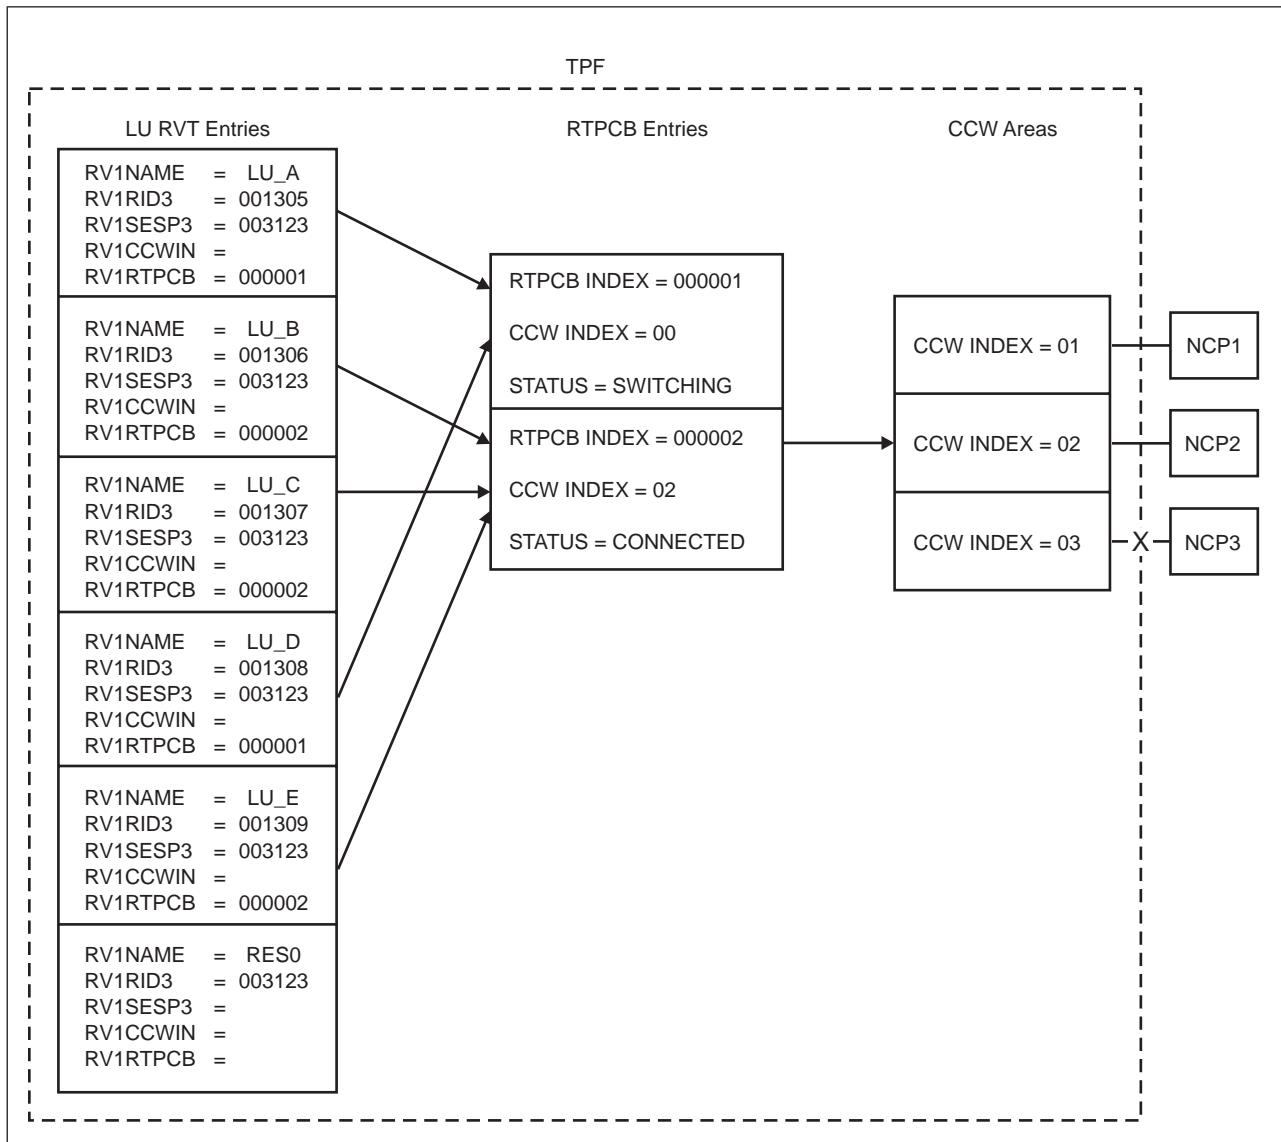 TPF
LU RVT Entries
RTPCB Entries
CCW Areas
RV1NAME = LU_A
RV1RID3 = 001305
RV1SESP3 = 003123
RV1CCWIN =
RV1RTPCB = 000001
RV1NAME = LU_B
RV1RID3 = 001306
RV1SESP3 = 003123
RV1CCWIN =
RV1RTPCB = 000002
RV1NAME = LU_C
RV1RID3 = 001307
RV1SESP3 = 003123
RV1CCWIN =
RV1RTPCB = 000002
RV1NAME = LU_D
RV1RID3 = 001308
RV1SESP3 = 003123
RV1CCWIN =
RV1RTPCB = 000001
RV1NAME = LU_E
RV1RID3 = 001309
RV1SESP3 = 003123
RV1CCWIN =
RV1RTPCB = 000002
RV1NAME = RES0
RV1RID3 = 003123
RV1SESP3 =
RV1CCWIN =
RV1RTPCB =
RTPCB INDEX = 000001
CCW INDEX = 00
STATUS = SWITCHING
RTPCB INDEX = 000002
CCW INDEX = 02
STATUS = CONNECTED
CCW INDEX = 01
CCW INDEX = 02
CCW INDEX = 03
NCP1
NCP2
X
NCP3